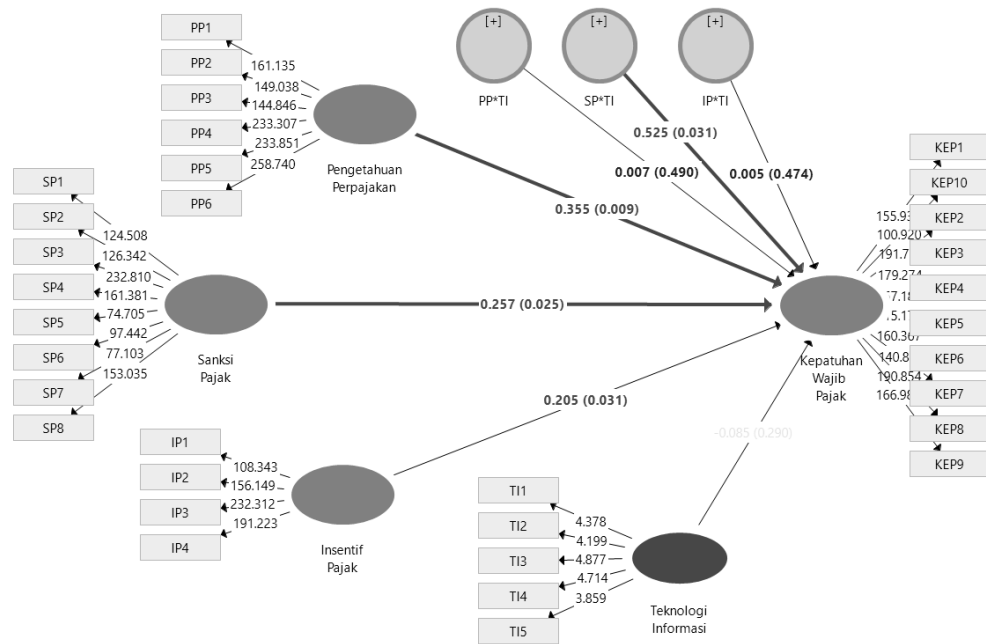 [+]
[+]
[+]
PP*TI
SP*TI
IP*TI
PP1
PP2
PP3
PP4
PP5
PP6
161.135
149.038
144.846
233.307
233.851
258.740
Pengetahuan
Perpajakan
0.525 (0.031)
0.007 (0.490)
0.005 (0.474)
0.355 (0.009)
SP1
SP2
SP3
SP4
SP5
SP6
SP7
SP8
124.508
126.342
232.810
161.381
74.705
97.442
77.103
153.035
Sanksi
Pajak
0.257 (0.025)
KEP1
KEP10
KEP2
KEP3
KEP4
KEP5
KEP6
KEP7
KEP8
KEP9
100.920
179.274
160.367
190.854
Kepatuhan
Wajib
Pajak
0.205 (0.031)
-0.085 (0.290)
IP1
IP2
IP3
IP4
108.343
156.149
232.312
191.223
Insentif
Pajak
TI1
TI2
TI3
TI4
TI5
4.378
4.199
4.877
4.714
3.859
Teknologi
Informasi